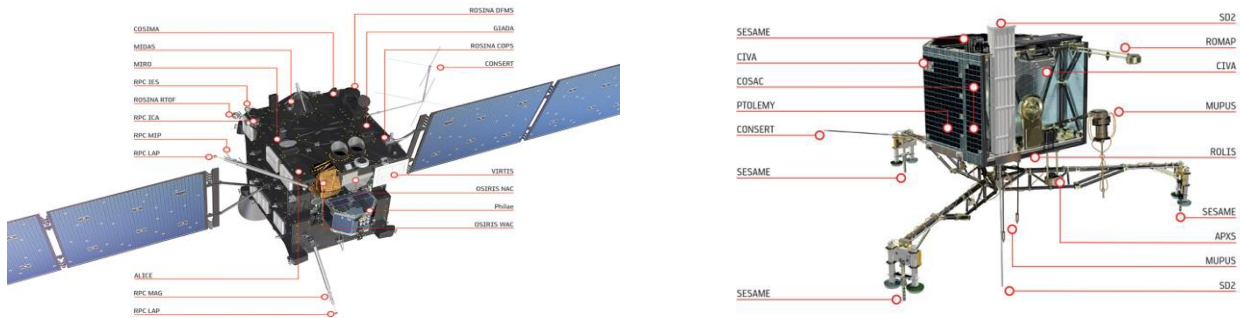 COSIMA
MIDAS
MIRO
RPC IES
ROSINA RTOF
RPC ICA
RPC MIP
RPC LAP
ALICE
RPC MAG
RPC LAP
ROSINA DFMS
GIADA
ROSINA COPS
CONSERT
VIRTIS
OSIRIS NAC
Philae
OSIRIS WAC
SESAME
CIVA
COSAC
PTOLEMY
CONSERT
SESAME
SESAME
SD2
ROMAP
CIVA
MUPUS
ROLIS
SESAME
APXS
MUPUS
SD2